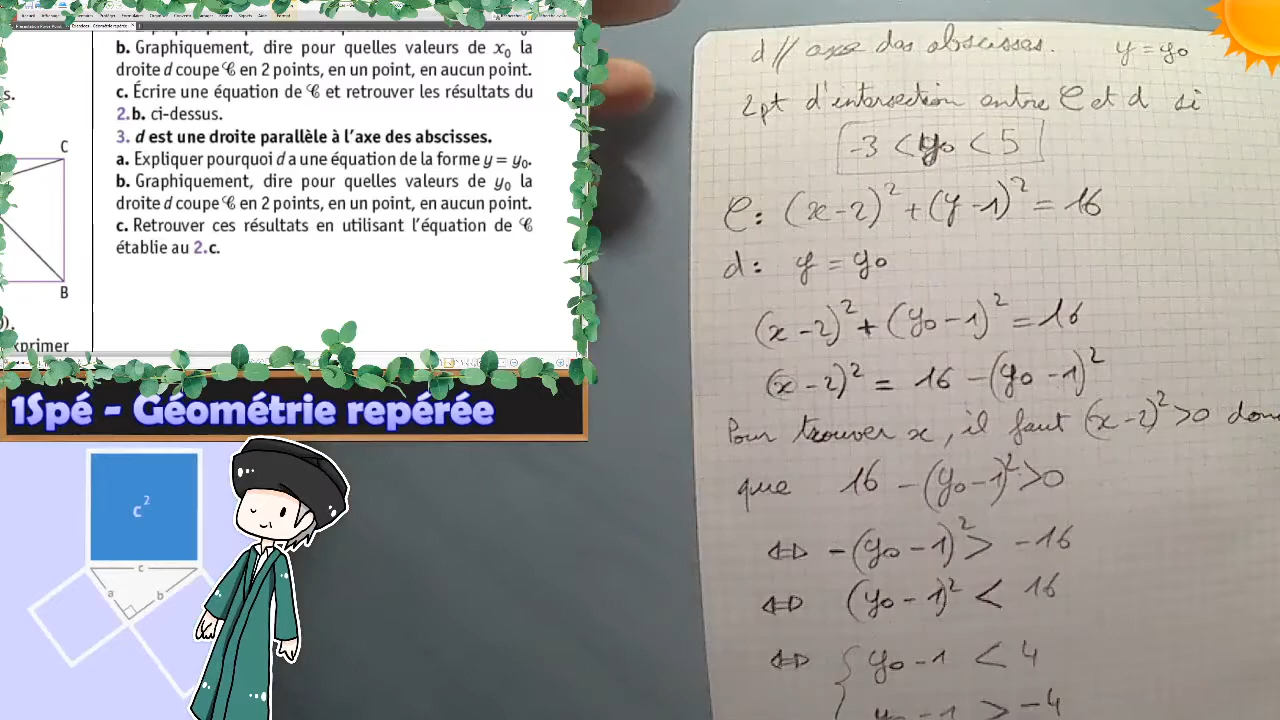 b. Graphiquement, dire pour quelles valeurs de x₀ la
droite d coupe 𝒞 en 2 points, en un point, en aucun point.
c. Écrire une équation de 𝒞 et retrouver les résultats du
2.b. ci-dessus.
3. d est une droite parallèle à l'axe des abscisses.
a. Expliquer pourquoi d a une équation de la forme y = y₀.
b. Graphiquement, dire pour quelles valeurs de y₀ la
droite d coupe 𝒞 en 2 points, en un point, en aucun point.
c. Retrouver ces résultats en utilisant l'équation de 𝒞
établie au 2.c.
s.
C
B
).
xprimer
1Spé - Géométrie repérée
c²
c
a
b
d // axe das abscisses. y = y₀
2pt d'intersection entre 𝒞 et d si
-3 < y₀ < 5
𝒞: (x-2)² + (y-1)² = 16
d: y = y₀
(x-2)² + (y₀-1)² = 16
(x-2)² = 16 - (y₀-1)²
Pour trouver x, il faut (x-2)² > 0 donc
que 16 - (y₀-1)² > 0
⇔ -(y₀-1)² > -16
⇔ (y₀-1)² < 16
⇔ { y₀-1 < 4
y₀-1 > -4